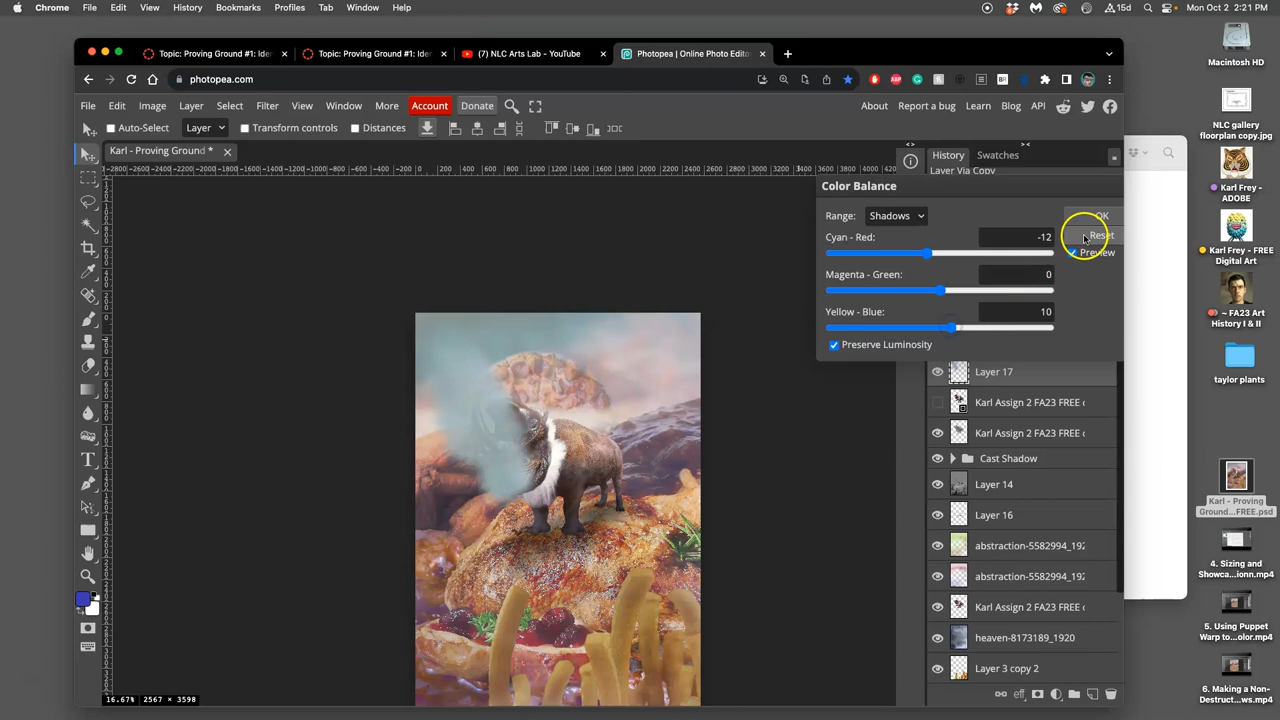 Chrome File Edit View History Bookmarks Profiles Tab Window Help 15d Mon Oct 2 2:21 PM
Topic: Proving Ground #1: Ider Topic: Proving Ground #1: Ider (7) NLC Arts Lab - YouTube Photopea | Online Photo Editor
photopea.com
File Edit Image Layer Select Filter View Window More Account Donate About Report a bug Learn Blog API
Auto-Select Layer Transform controls Distances
Karl - Proving Ground *
History Swatches
Layer Via Copy
Color Balance
Range: Shadows OK
Cyan - Red: -12 Reset
Preview
Magenta - Green: 0
Yellow - Blue: 10
Preserve Luminosity
Layer 17
Karl Assign 2 FA23 FREE
Karl Assign 2 FA23 FREE
Cast Shadow
Layer 14
Layer 16
abstraction-5582994_192
abstraction-5582994_192
Karl Assign 2 FA23 FREE
heaven-8173189_1920
Layer 3 copy 2
eff
16.67% 2567 × 3598
Macintosh HD
NLC gallery
floorplan copy.jpg
Karl Frey -
ADOBE
Karl Frey - FREE
Digital Art
~ FA23 Art
History I & II
taylor plants
Karl - Proving
Ground...FREE.psd
4. Sizing and
Showca...ionn.mp4
5. Using Puppet
Warp to...olor.mp4
6. Making a Non-
Destruct...ws.mp4